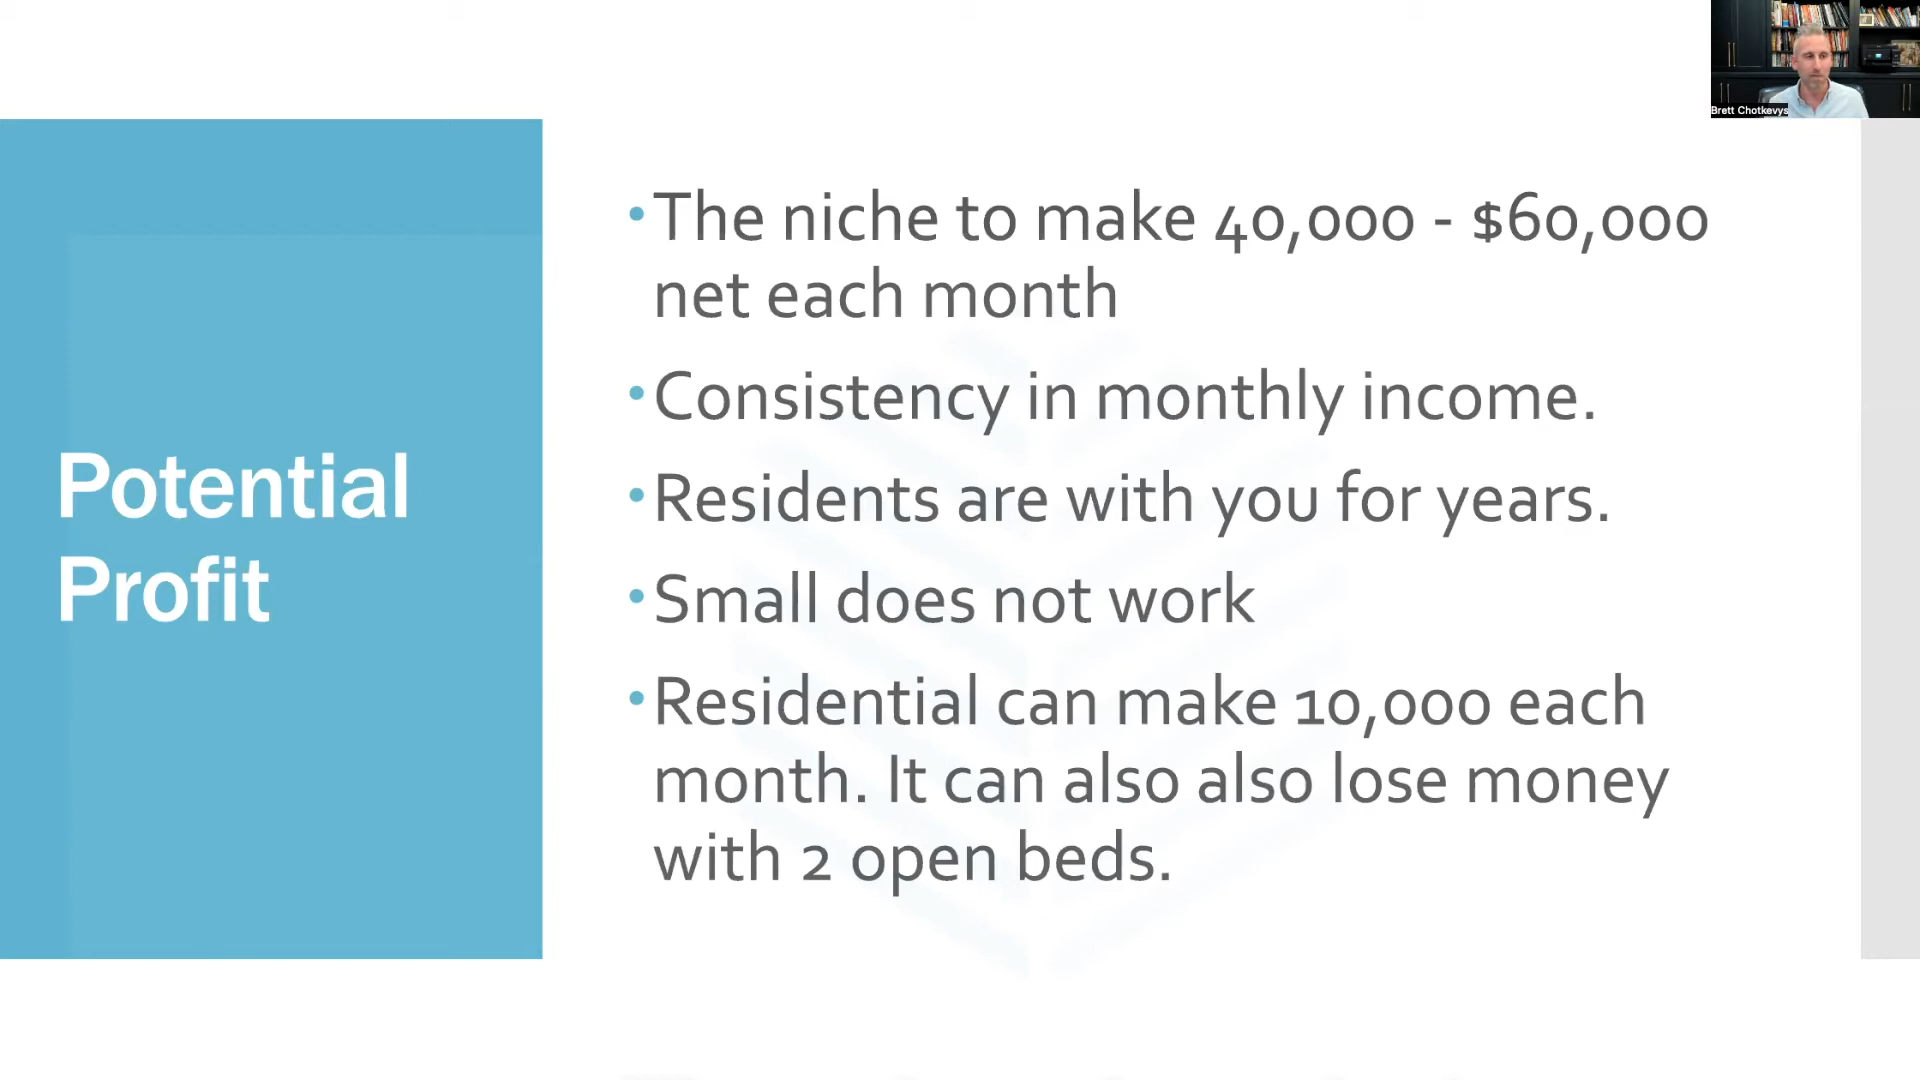 Brett Chotkevys
Potential
Profit
•The niche to make 40,000 - $60,000
net each month
•Consistency in monthly income.
•Residents are with you for years.
•Small does not work
•Residential can make 10,000 each
month. It can also also lose money
with 2 open beds.